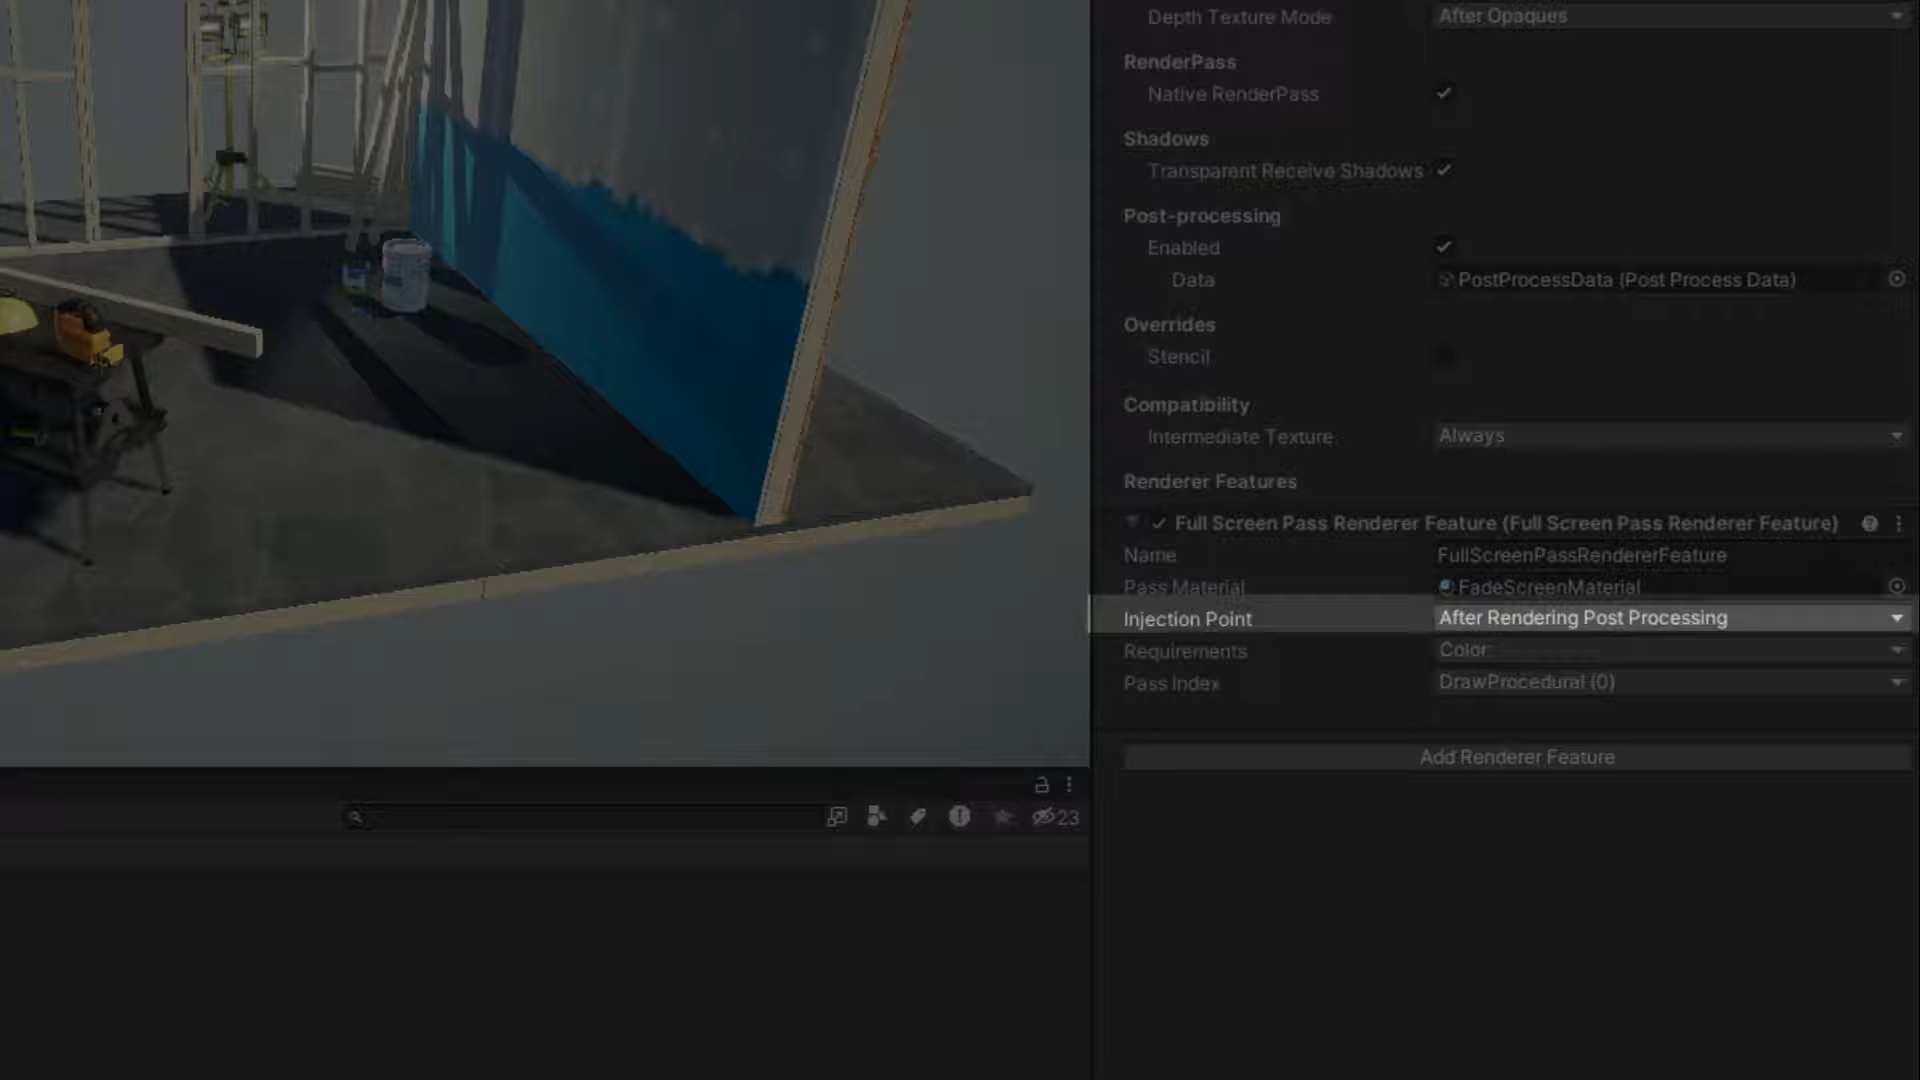 Depth Texture Mode After Opaques
RenderPass
Native RenderPass
Shadows
Transparent Receive Shadows
Post-processing
Enabled
Data PostProcessData (Post Process Data)
Overrides
Stencil
Compatibility
Intermediate Texture Always
Renderer Features
Full Screen Pass Renderer Feature (Full Screen Pass Renderer Feature)
Name FullScreenPassRendererFeature
Pass Material FadeScreenMaterial
Injection Point After Rendering Post Processing
Requirements Color
Pass Index DrawProcedural (0)
Add Renderer Feature
23